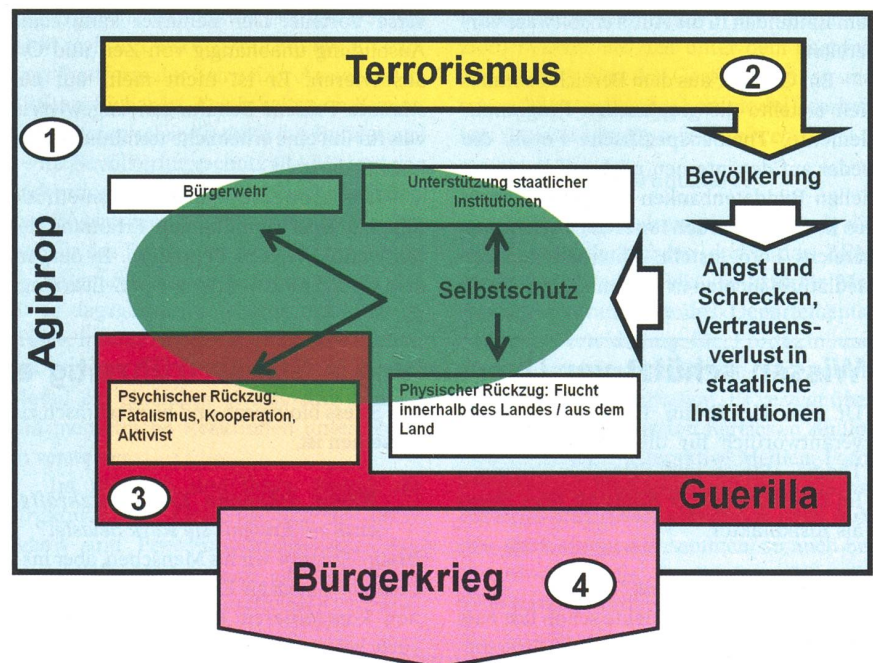 Terrorismus
2
1
Bevölkerung
Bürgerwehr
Unterstützung staatlicher
Institutionen
Agiprop
Selbstschutz
Angst und
Schrecken,
Vertrauens-
verlust in
staatliche
Institutionen
Psychischer Rückzug:
Fatalismus, Kooperation,
Aktivist
Physischer Rückzug: Flucht
innerhalb des Landes / aus dem
Land
3
Guerilla
Bürgerkrieg
4